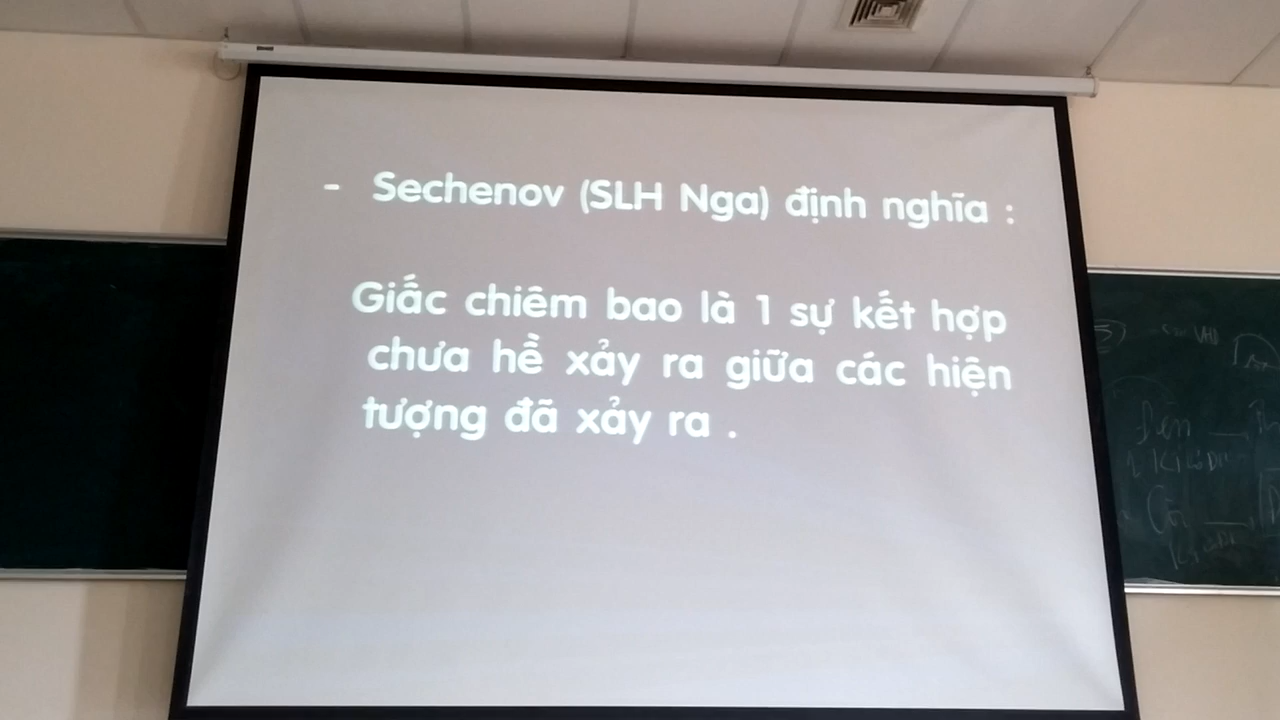 - Sechenov (SLH Nga) định nghĩa :
Giấc chiêm bao là 1 sự kết hợp
chưa hề xảy ra giữa các hiện
tượng đã xảy ra .
Đèn